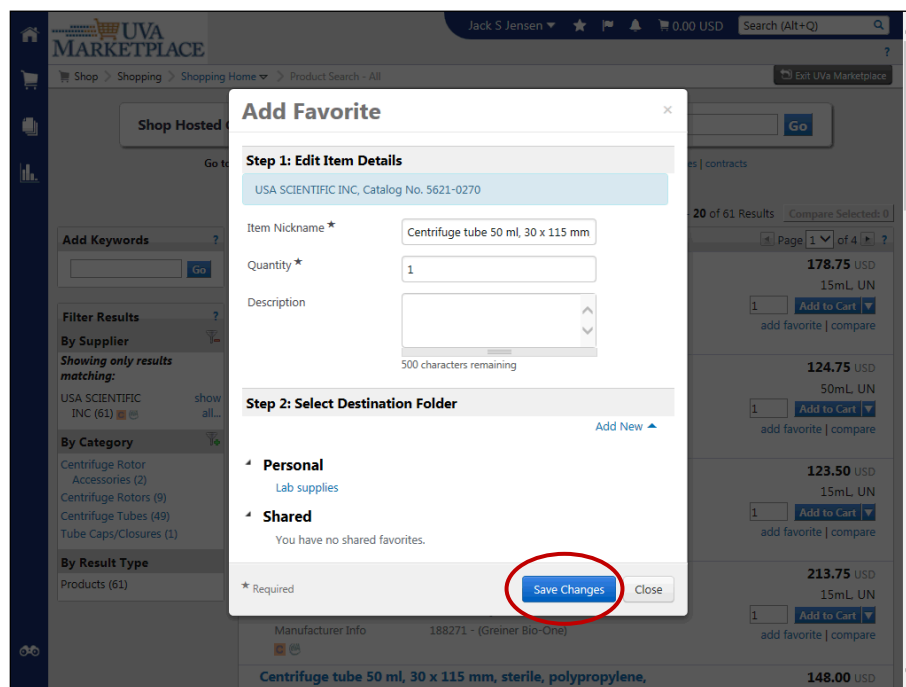 UVA
MARKETPLACE
Jack S Jensen
0.00 USD
Search (Alt+Q)
?
Shop > Shopping > Shopping Home > Product Search - All
Exit UVa Marketplace
Shop Hosted
Go
Go to
es | contracts
20 of 61 Results
Compare Selected: 0
Page 1 of 4 ?
Add Keywords ?
Go
Filter Results ?
By Supplier
Showing only results
matching:
USA SCIENTIFIC show
INC (61) all...
By Category
Centrifuge Rotor
Accessories (2)
Centrifuge Rotors (9)
Centrifuge Tubes (49)
Tube Caps/Closures (1)
By Result Type
Products (61)
Add Favorite ×
Step 1: Edit Item Details
USA SCIENTIFIC INC, Catalog No. 5621-0270
Item Nickname ★ Centrifuge tube 50 ml, 30 x 115 mm
Quantity ★ 1
Description
500 characters remaining
Step 2: Select Destination Folder
Add New
Personal
Lab supplies
Shared
You have no shared favorites.
★ Required
Save Changes
Close
178.75 USD
15mL, UN
1 Add to Cart
add favorite | compare
124.75 USD
50mL, UN
1 Add to Cart
add favorite | compare
123.50 USD
15mL, UN
1 Add to Cart
add favorite | compare
213.75 USD
15mL, UN
1 Add to Cart
add favorite | compare
Manufacturer Info 188271 - (Greiner Bio-One)
Centrifuge tube 50 ml, 30 x 115 mm, sterile, polypropylene,
148.00 USD